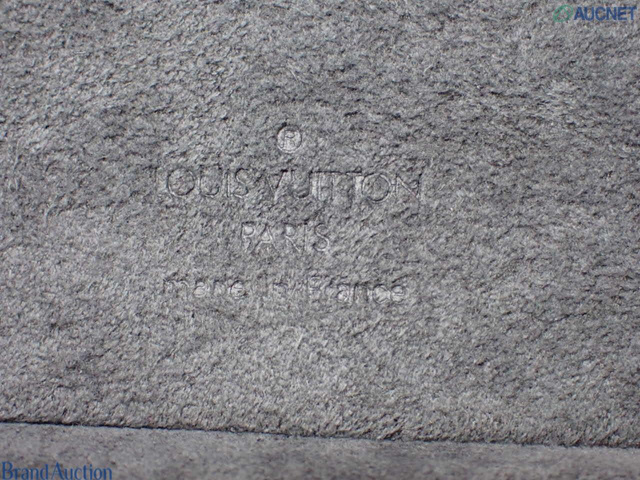 AUCNET
®
LOUIS VUITTON
PARIS
made in France
Brand Auction